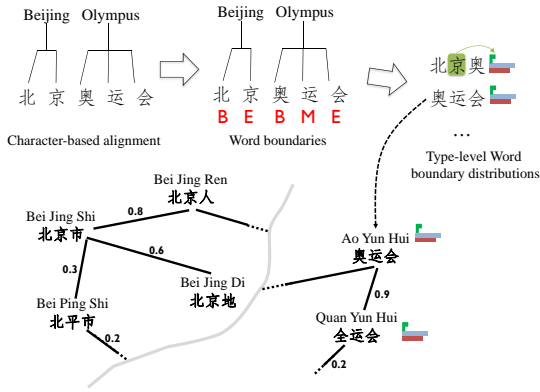 Beijing Olympus
Beijing Olympus
北 京 奥 运 会
北 京 奥 运 会
B E B M E
北京奥
奥运会
...
Character-based alignment
Word boundaries
Type-level Word
boundary distributions
Bei Jing Ren
北京人
Bei Jing Shi
北京市
0.8
0.6
0.3
Bei Jing Di
北京地
Bei Ping Shi
北平市
0.2
Ao Yun Hui
奥运会
0.9
Quan Yun Hui
全运会
0.2